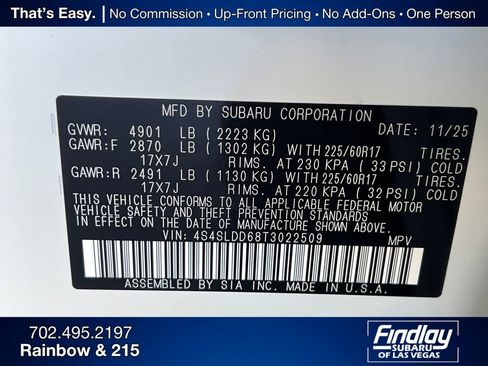 That's Easy. | No Commission • Up-Front Pricing • No Add-Ons • One Person
MFD BY SUBARU CORPORATION
GVWR: 4901 LB (2223 KG) DATE: 11/25
GAWR:F 2870 LB (1302 KG) WITH 225/60R17 TIRES.
17X7J RIMS. AT 230 KPA (33 PSI) COLD
GAWR:R 2491 LB (1130 KG) WITH 225/60R17 TIRES.
17X7J RIMS. AT 220 KPA (32 PSI) COLD
THIS VEHICLE CONFORMS TO ALL APPLICABLE FEDERAL MOTOR
VEHICLE SAFETY AND THEFT PREVENTION STANDARDS
IN EFFECT ON THE DATE OF MANUFACTURE SHOWN ABOVE.
VIN: 4S4SLDD68T3022509 MPV
ASSEMBLED BY SIA INC. MADE IN U.S.A.
702.495.2197
Rainbow & 215
Findlay
SUBARU
OF LAS VEGAS